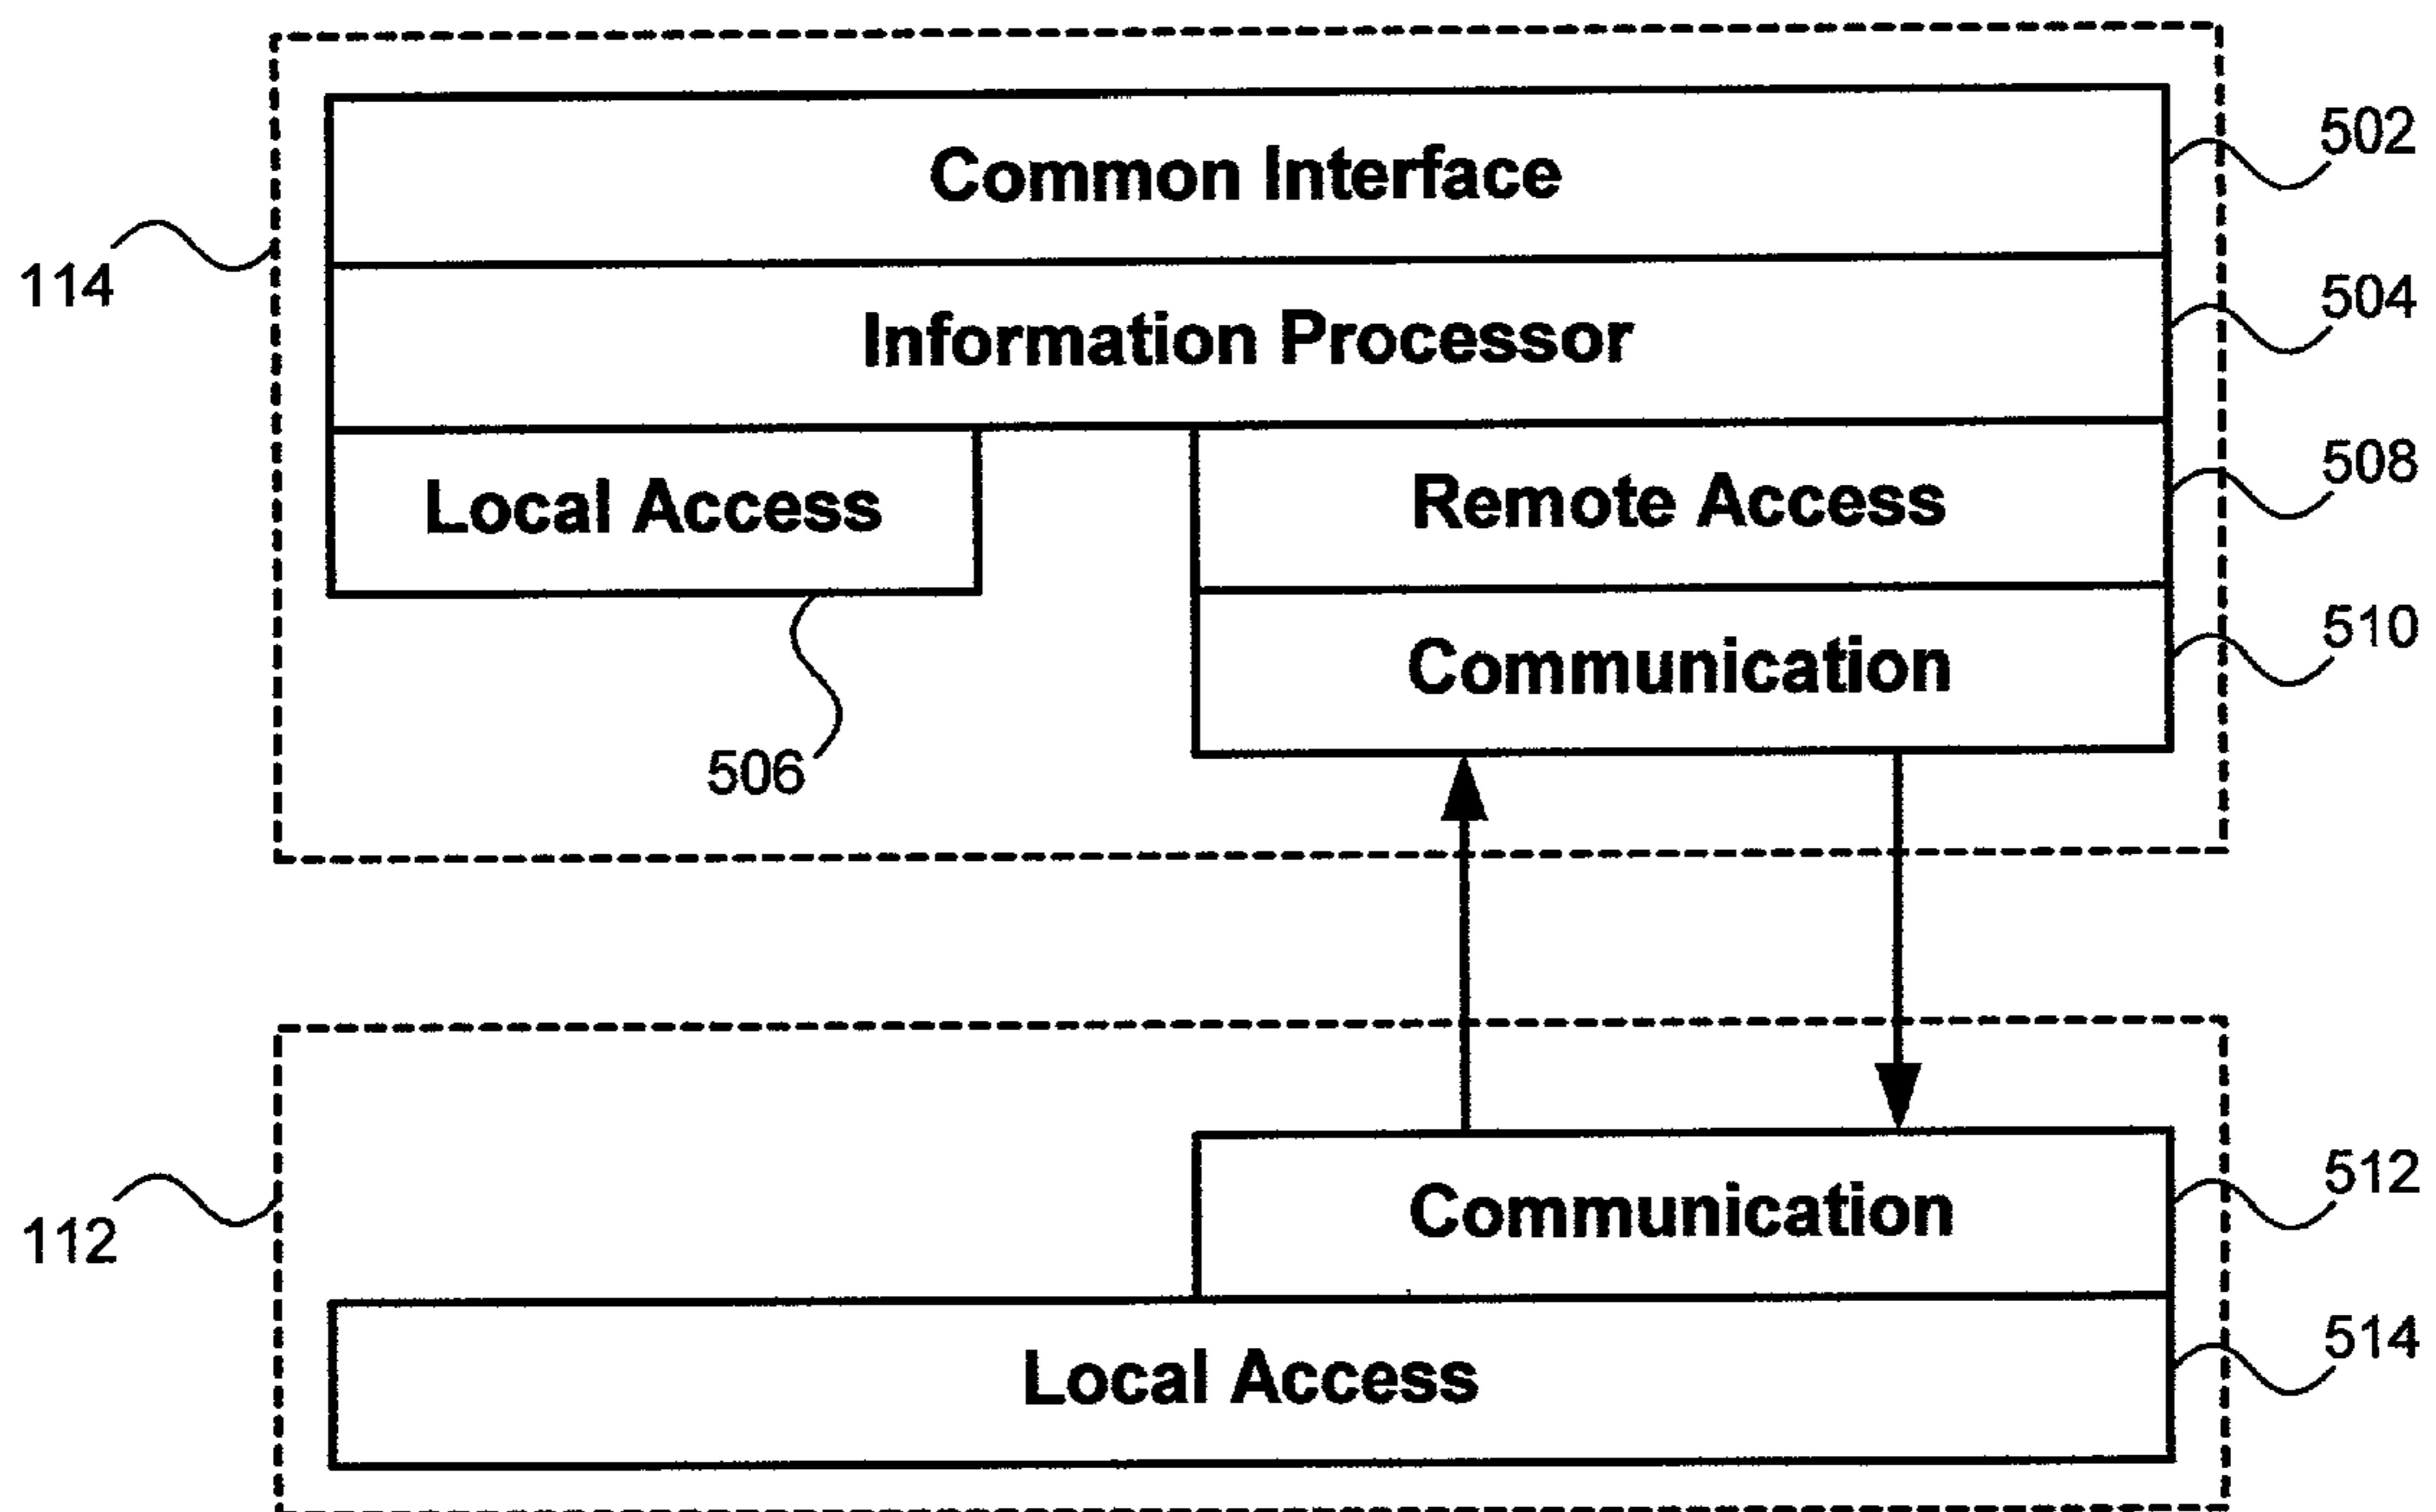 Common Interface
502
114
Information Processor
504
Local Access
Remote Access
508
Communication
510
506
Communication
512
112
Local Access
514